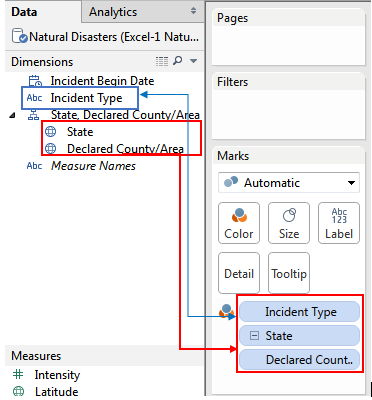 Data
Analytics
Natural Disasters (Excel-1 Natu...
Dimensions
Incident Begin Date
Abc Incident Type
State, Declared County/Area
State
Declared County/Area
Abc Measure Names
Measures
Intensity
Latitude
Pages
Filters
Marks
Automatic
Abc
123
Color Size Label
Detail Tooltip
Incident Type
State
Declared Count..